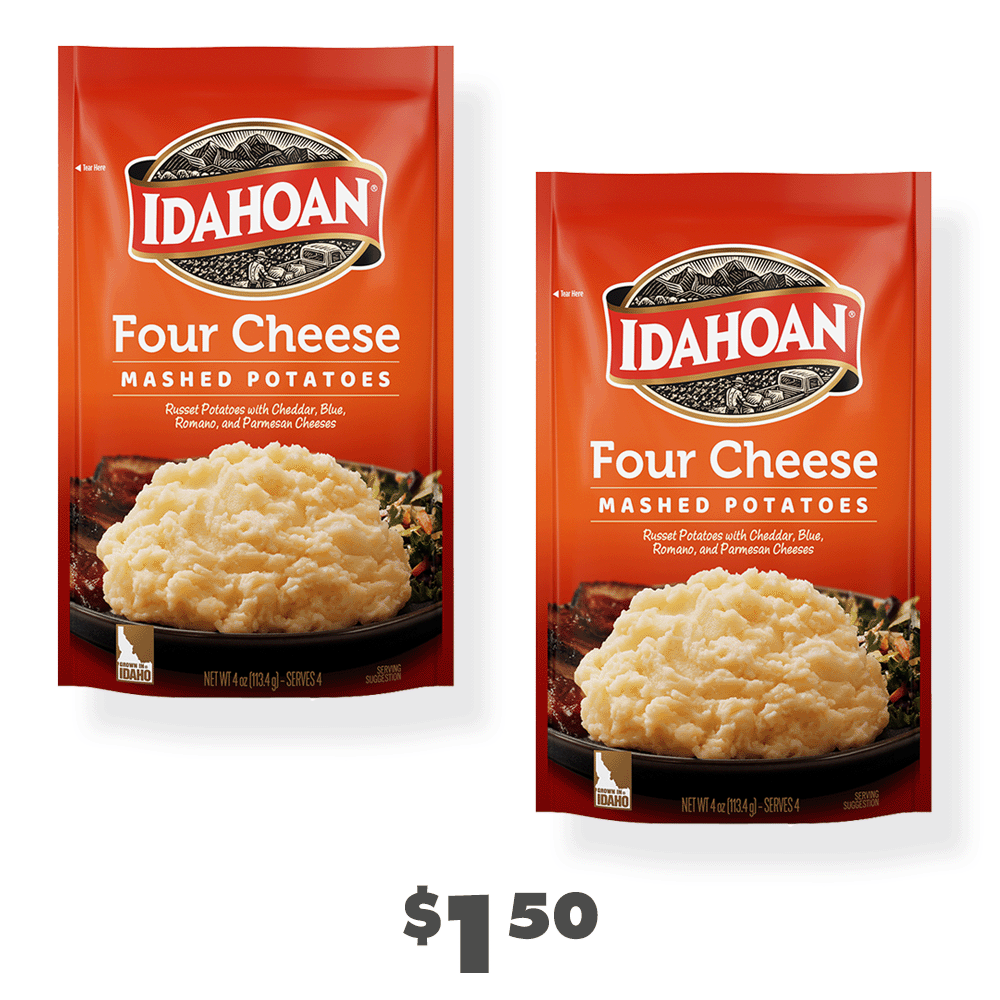 Tear Here
IDAHOAN®
Four Cheese
MASHED POTATOES
Russet Potatoes with Cheddar, Blue,
Romano, and Parmesan Cheeses
GROWN IN
IDAHO
NET WT 4 oz (113.4 g) - SERVES 4
SERVING
SUGGESTION
Tear Here
IDAHOAN®
Four Cheese
MASHED POTATOES
Russet Potatoes with Cheddar, Blue,
Romano, and Parmesan Cheeses
GROWN IN
IDAHO
NET WT 4 oz (113.4 g) - SERVES 4
SERVING
SUGGESTION
$1 50